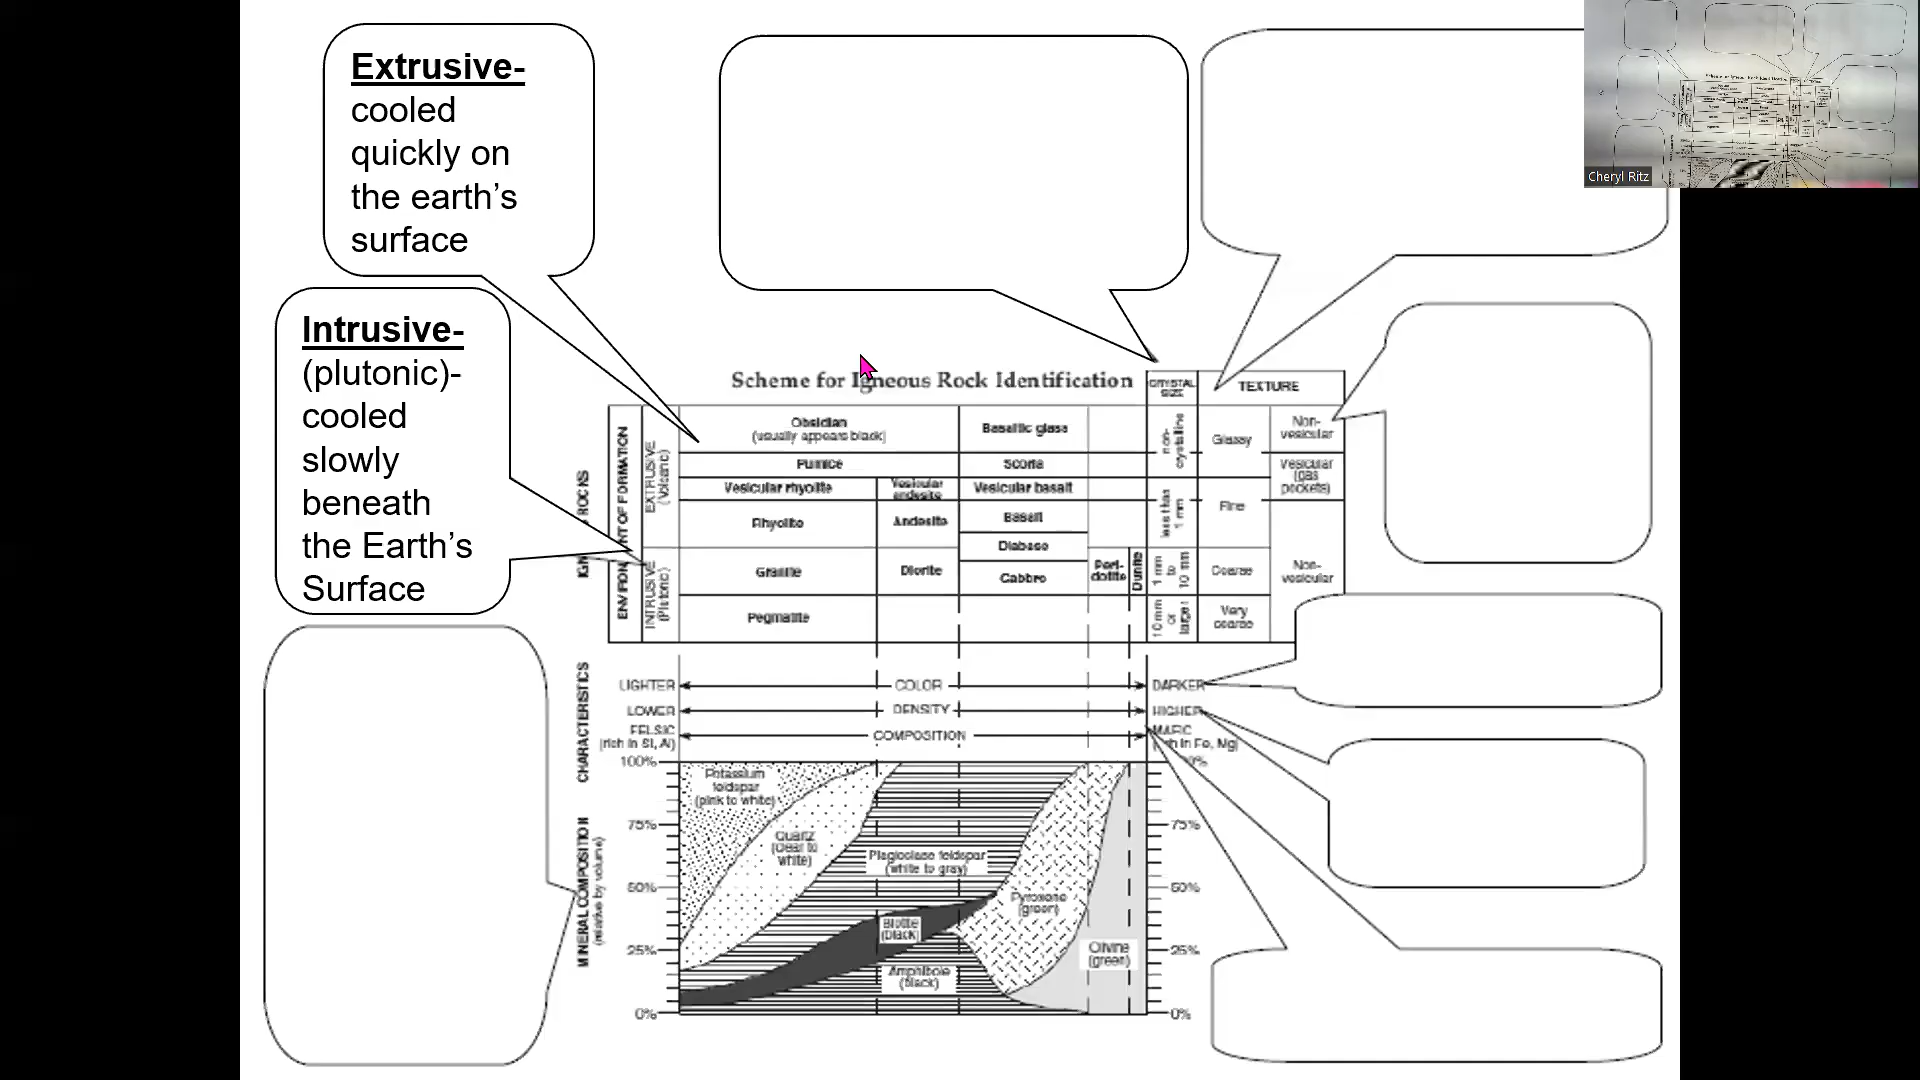 Extrusive-
cooled
quickly on
the earth's
surface
Intrusive-
(plutonic)-
cooled
slowly
beneath
the Earth's
Surface
Cheryl Ritz
Scheme for Igneous Rock Identification
CRYSTAL
SIZE
TEXTURE
ROCKS
ENVIRONMENT OF FORMATION
EXTRUSIVE
(Volcanic)
INTRUSIVE
(Plutonic)
Obsidian
(usually appears black)
Basaltic glass
Pumice
Scoria
Vesicular rhyolite
Vesicular
andesite
Vesicular basalt
Rhyolite
Andesite
Basalt
Diabase
Granite
Diorite
Gabbro
Peri-
dotite
Dunite
Pegmatite
non-
crystalline
less than
1 mm
1 mm
to
10 mm
10 mm
or
larger
Glassy
Fine
Coarse
Very
coarse
Non-
vesicular
Vesicular
(gas
pockets)
Non-
vesicular
CHARACTERISTICS
LIGHTER
COLOR
DARKER
LOWER
DENSITY
HIGHER
FELSIC
(rich in Si, Al)
COMPOSITION
MAFIC
rich in Fe, Mg)
MINERAL COMPOSITION
(relative by volume)
100%
75%
50%
25%
0%
Potassium
feldspar
(pink to white)
Quartz
(clear to
white)
Plagioclase feldspar
(white to gray)
Biotite
(black)
Amphibole
(black)
Pyroxene
(green)
Olivine
(green)
75%
50%
25%
0%